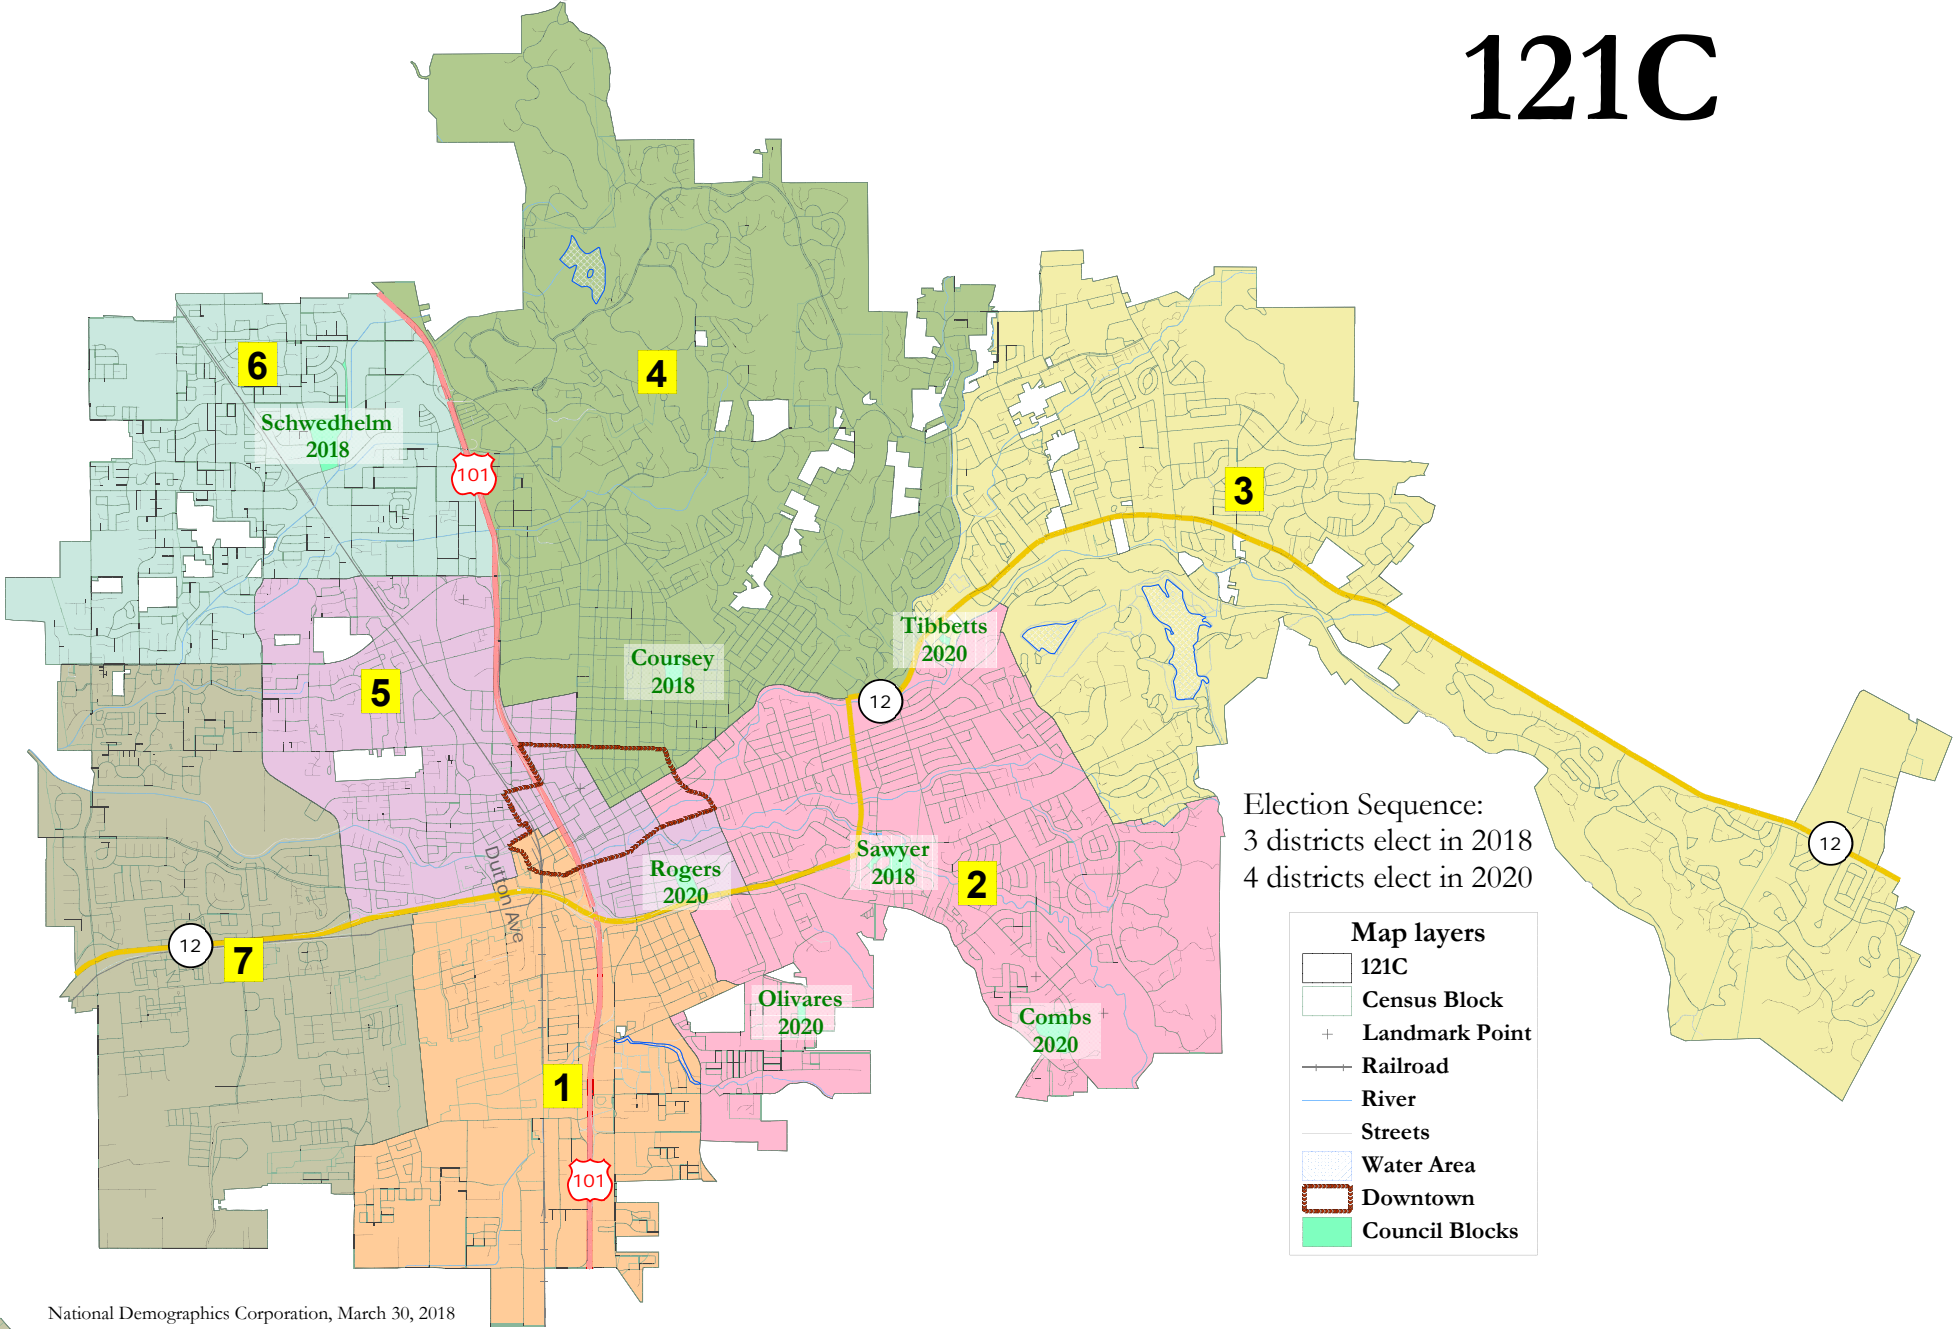 121C
6
4
Schwedhelm
2018
101
3
Tibbetts
2020
Coursey
2018
5
12
Election Sequence:
3 districts elect in 2018
4 districts elect in 2020
12
Sawyer
2018
Rogers
2020
2
Dutton Ave
12
7
Olivares
2020
Combs
2020
1
101
Map layers
121C
Census Block
Landmark Point
Railroad
River
Streets
Water Area
Downtown
Council Blocks
National Demographics Corporation, March 30, 2018